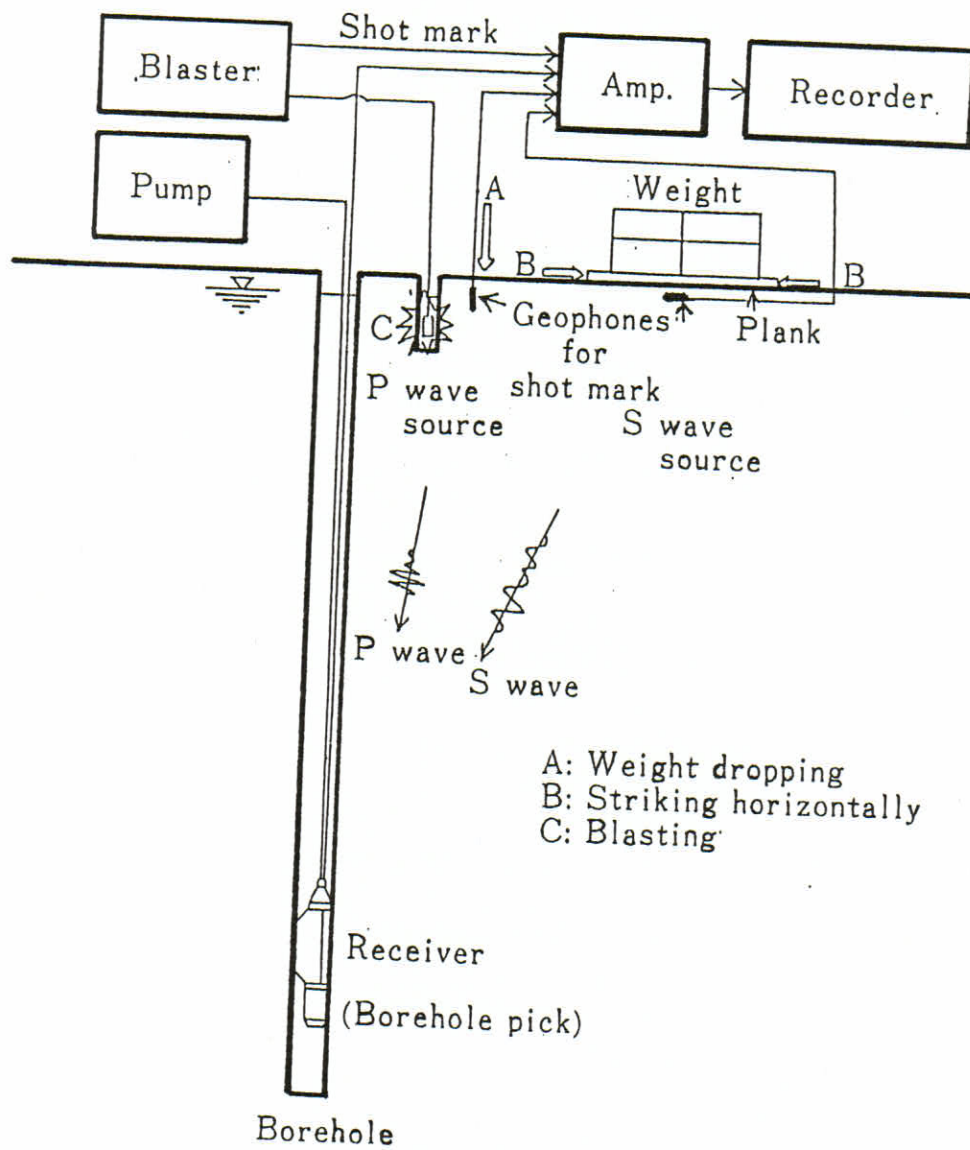 Shot mark
Blaster
Amp.
Recorder
Pump
A
Weight
B
B
C
Geophones
for
shot mark
Plank
P wave
source
S wave
source
P wave
S wave
A: Weight dropping
B: Striking horizontally
C: Blasting
Receiver
(Borehole pick)
Borehole